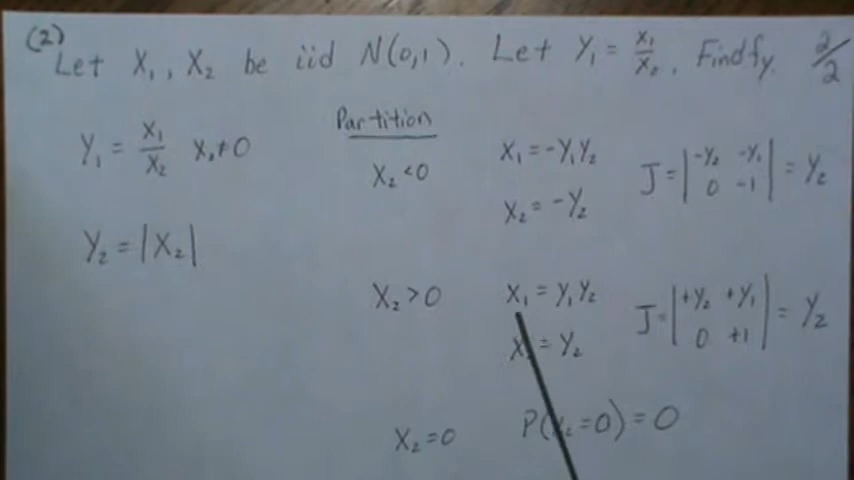 (2) Let X₁, X₂ be iid N(0,1). Let Y₁ = X₁/X₂. Find f_Y. 2/2
Partition
Y₁ = X₁/X₂ X₂≠0
X₂<0
X₁ = -Y₁Y₂
X₂ = -Y₂
J = |-Y₂ -Y₁; 0 -1| = Y₂
Y₂ = |X₂|
X₂>0
X₁ = Y₁Y₂
X₂ = Y₂
J = |+Y₂ +Y₁; 0 +1| = Y₂
X₂=0
P(X₂=0)=0